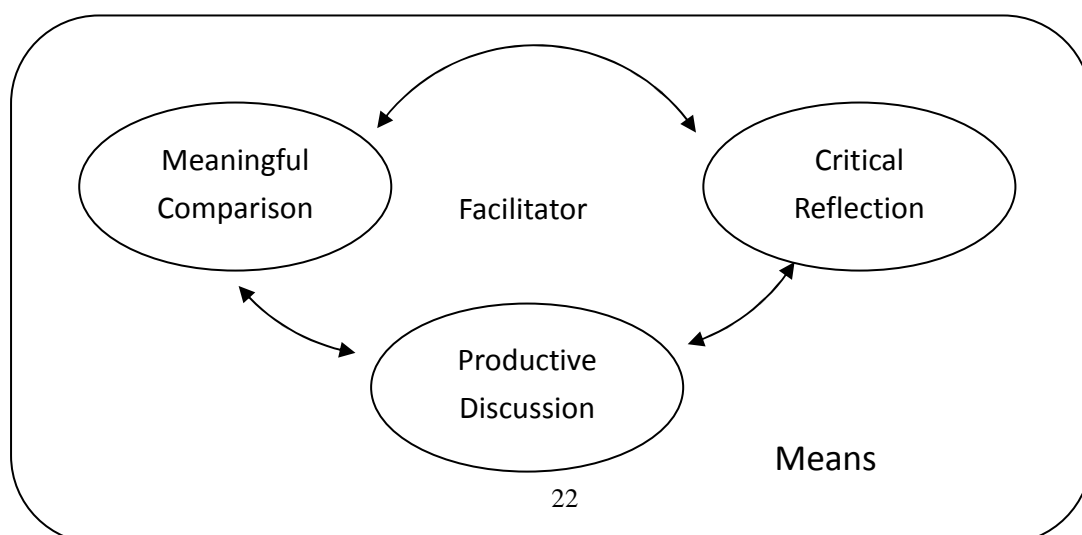 Meaningful
Comparison
Facilitator
Critical
Reflection
Productive
Discussion
Means
22